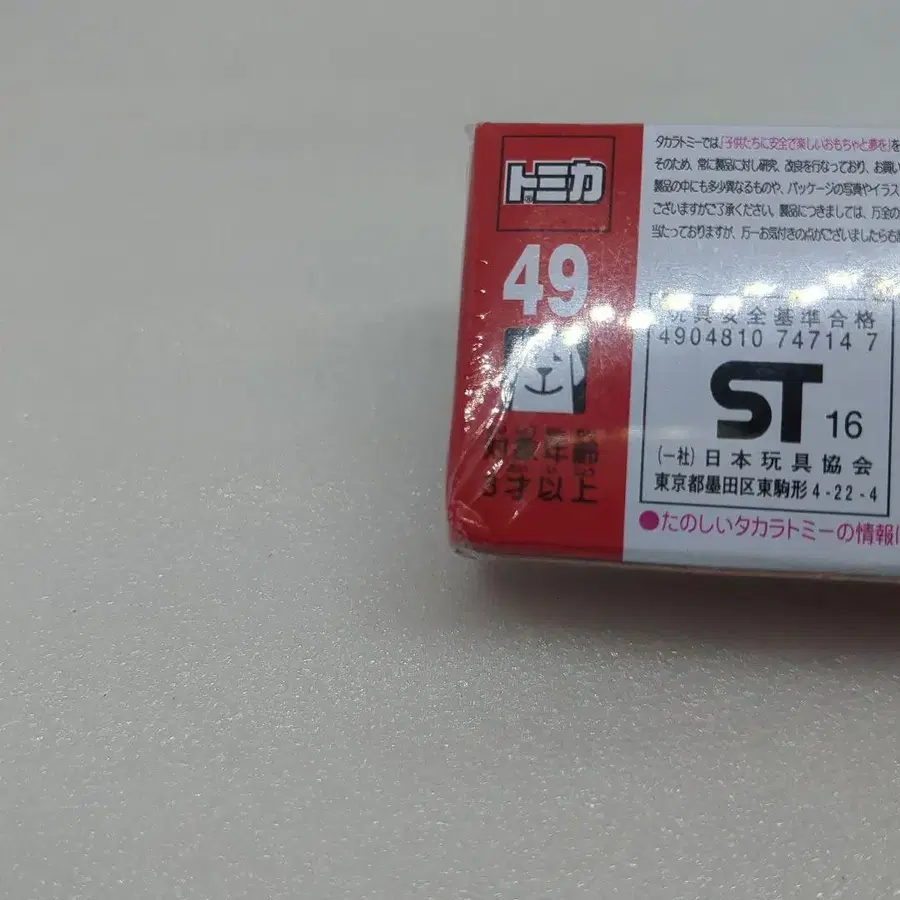 トミカ
49
対象年齢
3才以上
タカラトミーでは、「子供たちに安全で楽しいおもちゃと夢を」を
そのため、常に製品に対し研究、改良を行なっており、お買い
製品の中にも多少異なるものや、パッケージの写真やイラス
ございますがご了承ください。製品につきましては、万全の
当たっておりますが、万一お気付きの点がございましたらお
玩具安全基準合格
4904810 74714 7
ST 16
(一社)日本玩具協会
東京都墨田区東駒形4-22-4
●たのしいタカラトミーの情報